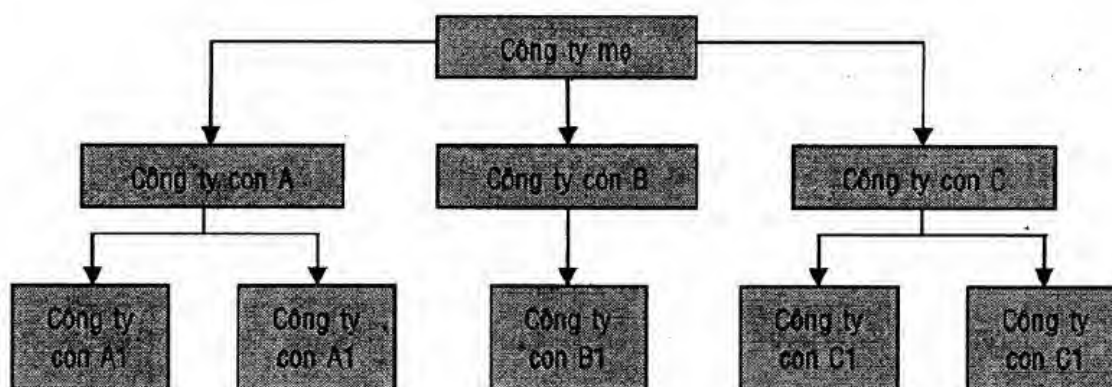 Công ty mẹ
Công ty con A
Công ty con B
Công ty con C
Công ty
con A1
Công ty
con A1
Công ty
con B1
Công ty
con C1
Công ty
con C1